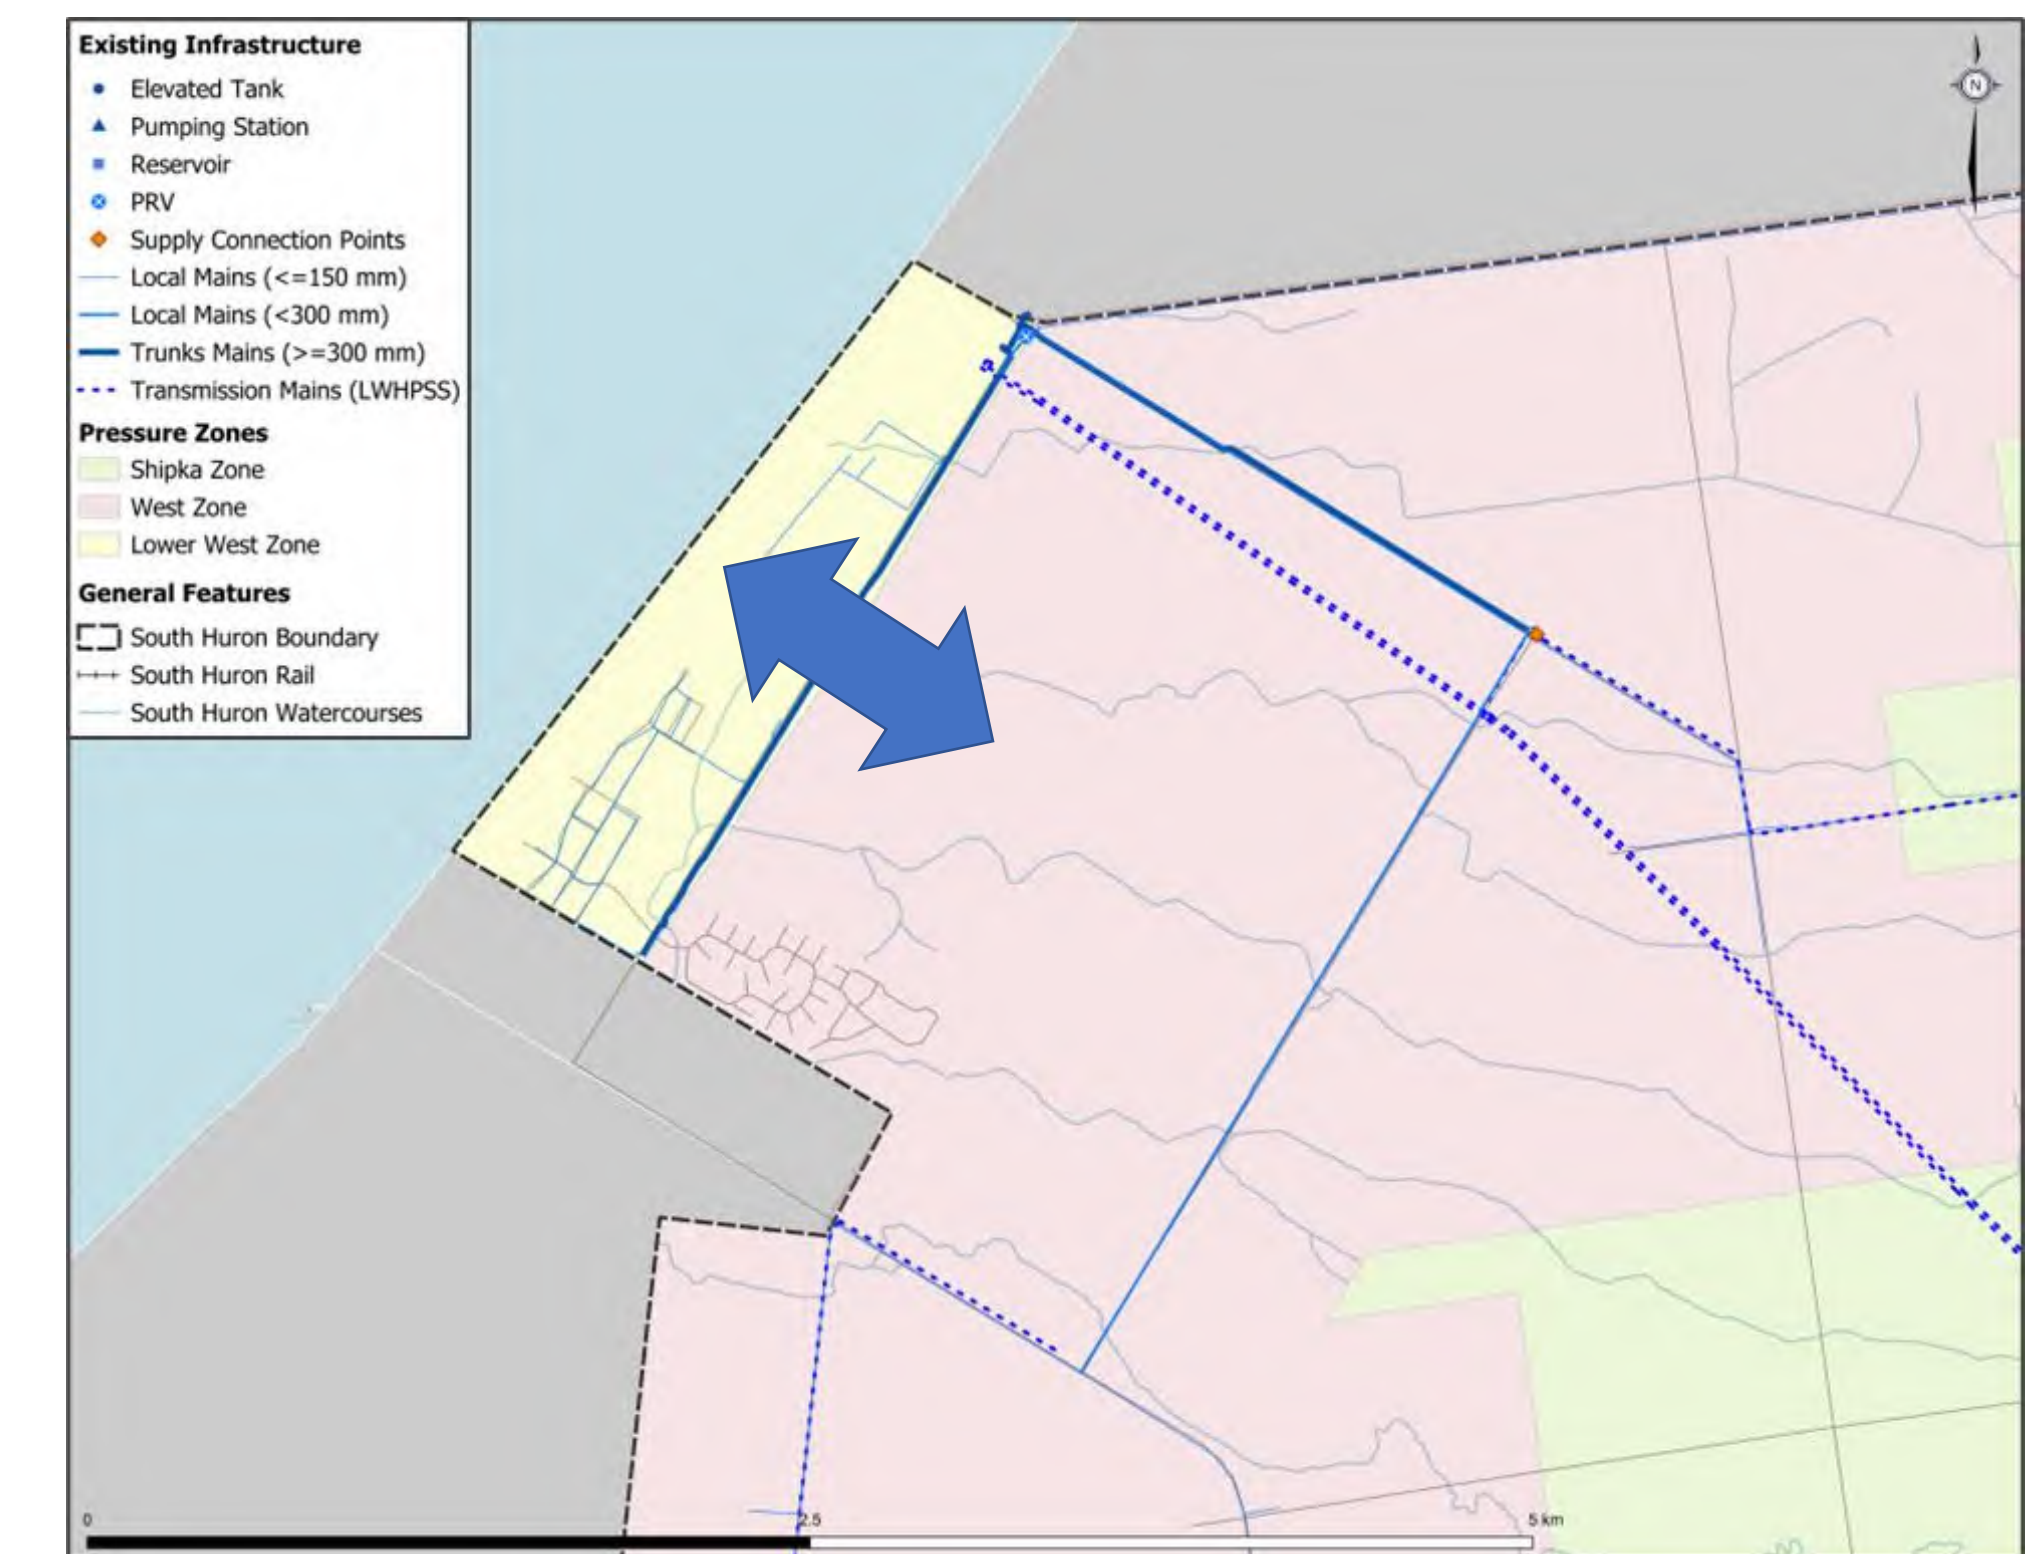 Existing Infrastructure
Elevated Tank
Pumping Station
Reservoir
PRV
Supply Connection Points
Local Mains (<=150 mm)
Local Mains (<300 mm)
Trunks Mains (>=300 mm)
Transmission Mains (LWHPSS)
Pressure Zones
Shipka Zone
West Zone
Lower West Zone
General Features
South Huron Boundary
South Huron Rail
South Huron Watercourses
N
0 2.5 5 km